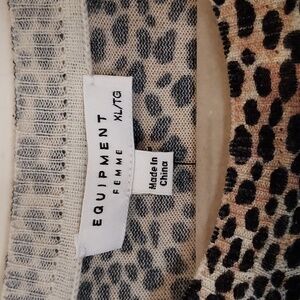 EQUIPMENT
FEMME XL/TG
Made In
China